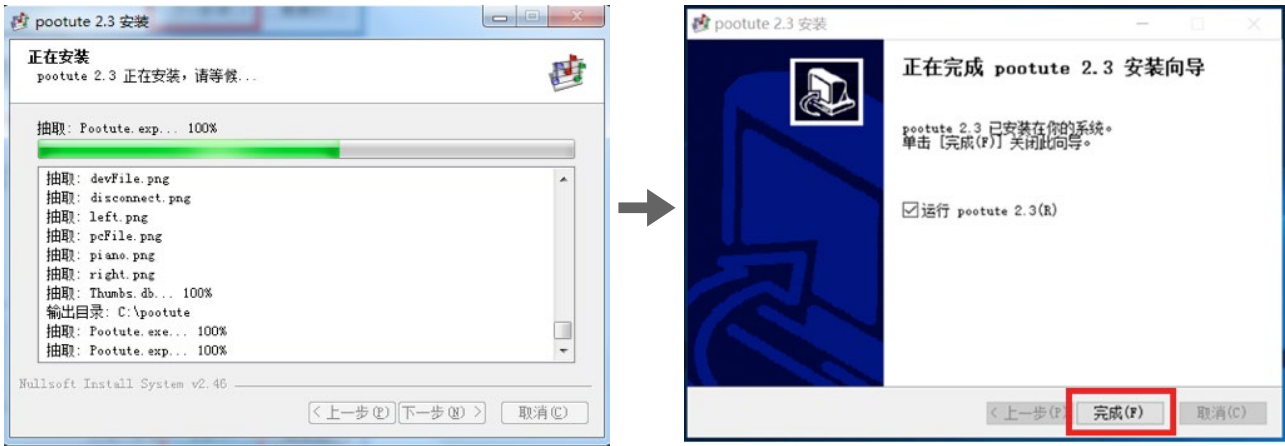 pootute 2.3 安装
正在安装
pootute 2.3 正在安装，请等候...
抽取: Pootute.exp... 100%
抽取: devFile.png
抽取: disconnect.png
抽取: left.png
抽取: pcFile.png
抽取: piano.png
抽取: right.png
抽取: Thumbs.db... 100%
输出目录: C:\pootute
抽取: Pootute.exe... 100%
抽取: Pootute.exp... 100%
Nullsoft Install System v2.46
< 上一步(P) 下一步(N) > 取消(C)
pootute 2.3 安装
正在完成 pootute 2.3 安装向导
pootute 2.3 已安装在你的系统。
单击 [完成(F)] 关闭此向导。
运行 pootute 2.3(R)
< 上一步(P) 完成(F) 取消(C)